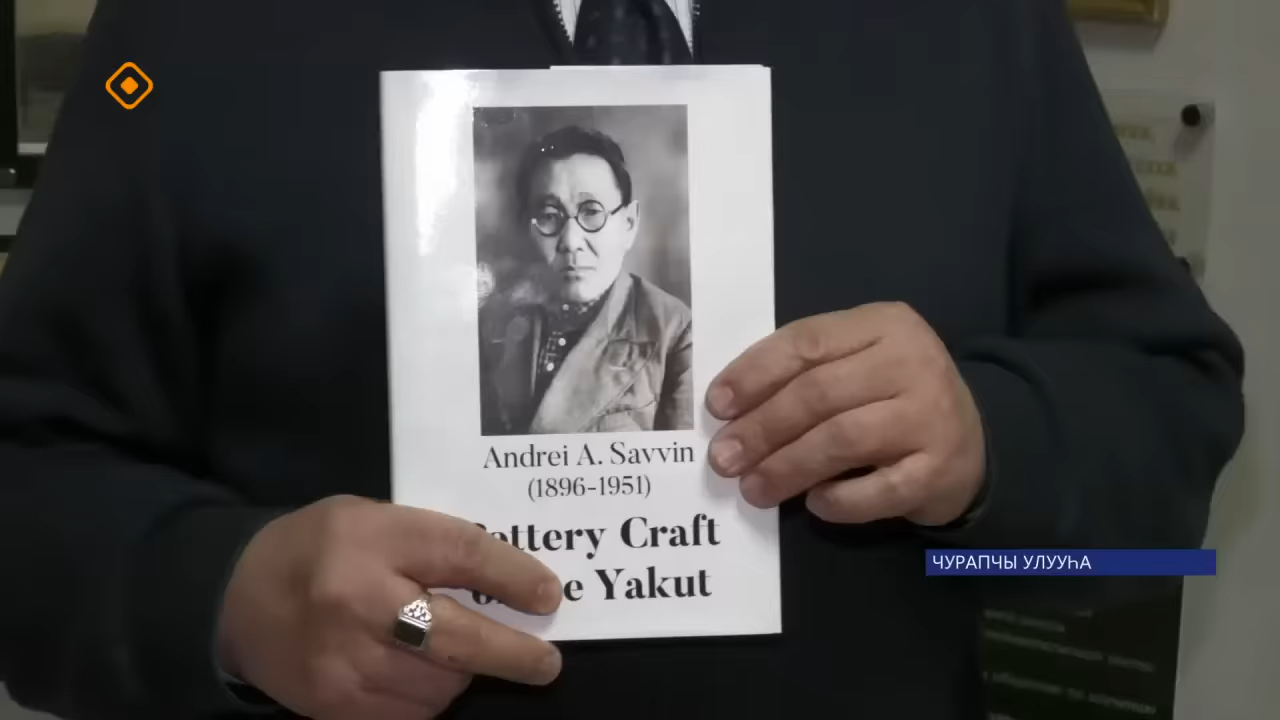 Andrei A. Savvin
(1896-1951)
Craft
Yakut
ЧУРАПЧЫ УЛУУҺА